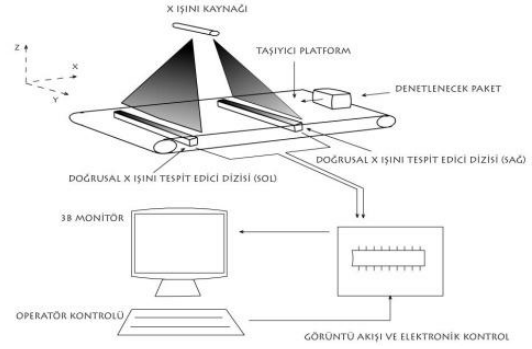 X IŞINI KAYNAĞI
TAŞIYICI PLATFORM
Z
X
Y
DENETLENECEK PAKET
DOĞRUSAL X IŞINI TESPİT EDİCİ DİZİSİ (SAĞ)
DOĞRUSAL X IŞINI TESPİT EDİCİ DİZİSİ (SOL)
3B MONİTÖR
OPERATÖR KONTROLÜ
GÖRÜNTÜ AKIŞI VE ELEKTRONİK KONTROL